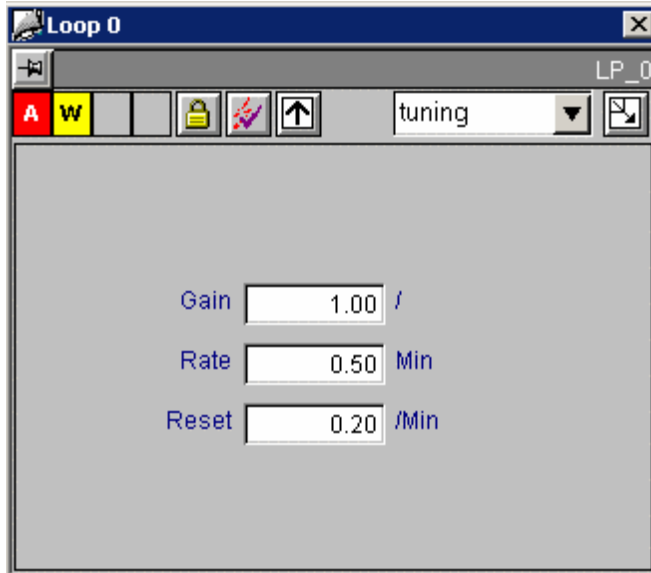 Loop 0
LP_0
A W tuning
Gain 1.00 /
Rate 0.50 Min
Reset 0.20 /Min